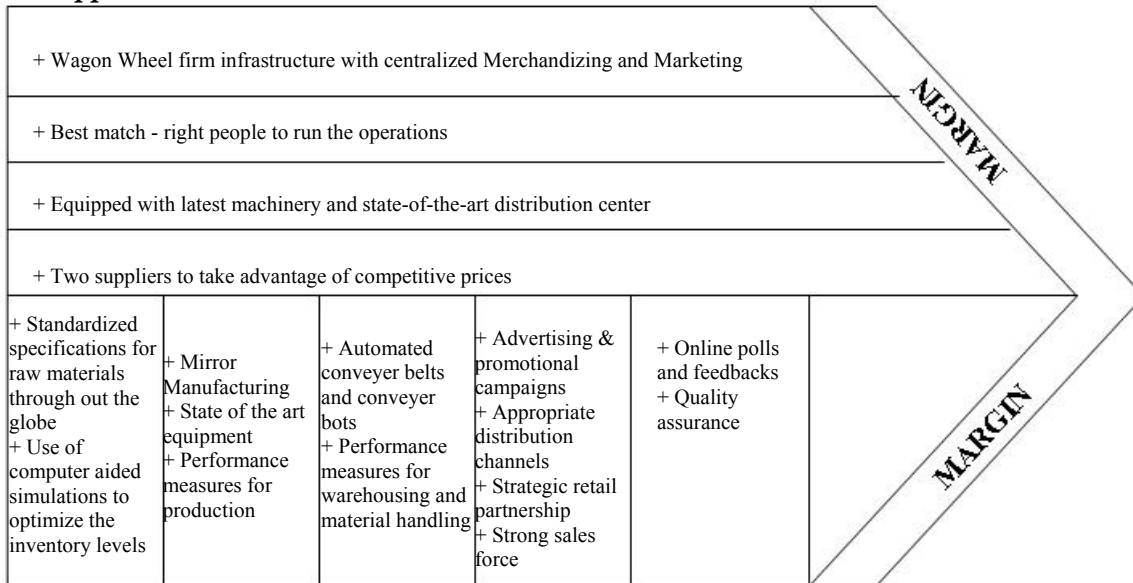 + Wagon Wheel firm infrastructure with centralized Merchandizing and Marketing
+ Best match - right people to run the operations
+ Equipped with latest machinery and state-of-the-art distribution center
+ Two suppliers to take advantage of competitive prices
MARGIN
+ Standardized
specifications for
raw materials
through out the
globe
+ Use of
computer aided
simulations to
optimize the
inventory levels
+ Mirror
Manufacturing
+ State of the art
equipment
+ Performance
measures for
production
+ Automated
conveyer belts
and conveyer
bots
+ Performance
measures for
warehousing and
material handling
+ Advertising &
promotional
campaigns
+ Appropriate
distribution
channels
+ Strategic retail
partnership
+ Strong sales
force
+ Online polls
and feedbacks
+ Quality
assurance
MARGIN